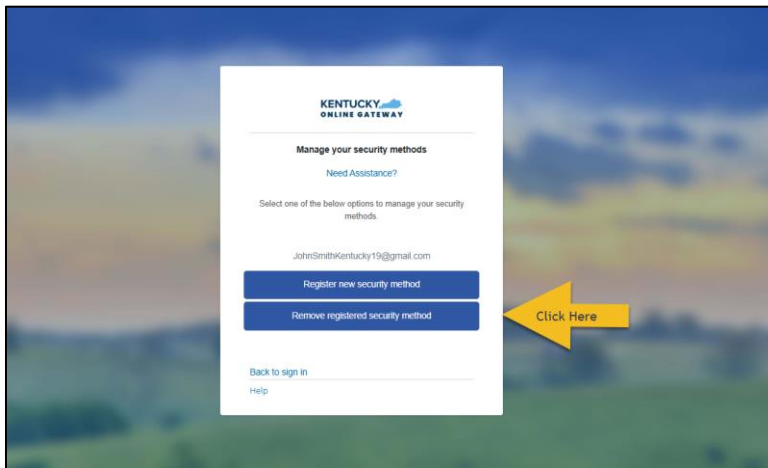 KENTUCKY
ONLINE GATEWAY
Manage your security methods
Need Assistance?
Select one of the below options to manage your security
methods.
JohnSmithKentucky19@gmail.com
Register new security method
Remove registered security method
Click Here
Back to sign in
Help